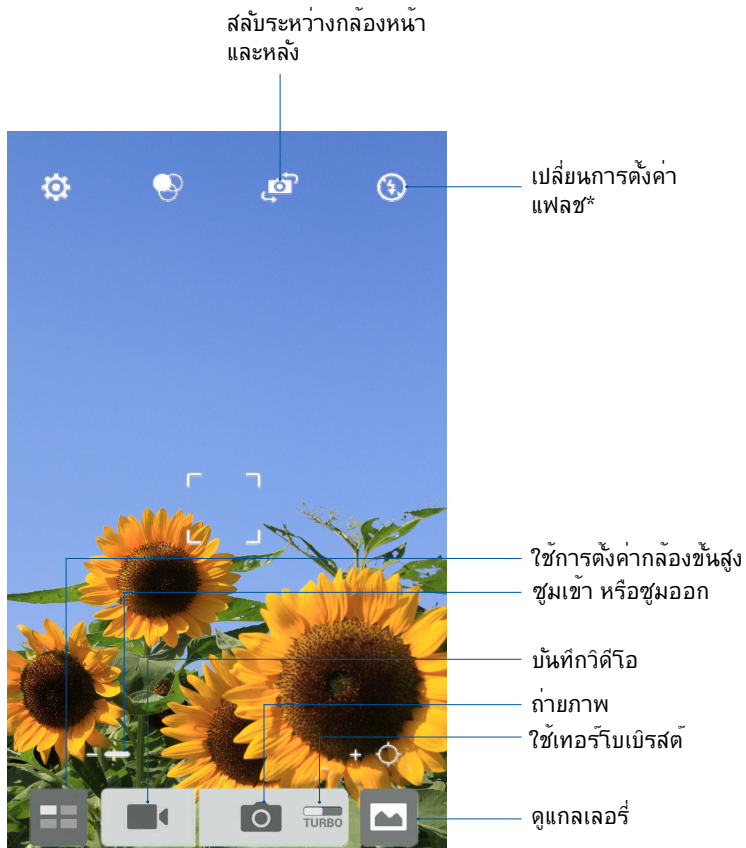 สลับระหว่างกล้องหน้า
และหลัง
เปลี่ยนการตั้งค่า
แฟลช*
ใช้การตั้งค่ากล้องขั้นสูง
ซูมเข้า หรือซูมออก
บันทึกวิดีโอ
ถ่ายภาพ
ใช้เทอร์โบเบิรสต์
TURBO
ดูแกลเลอรี่